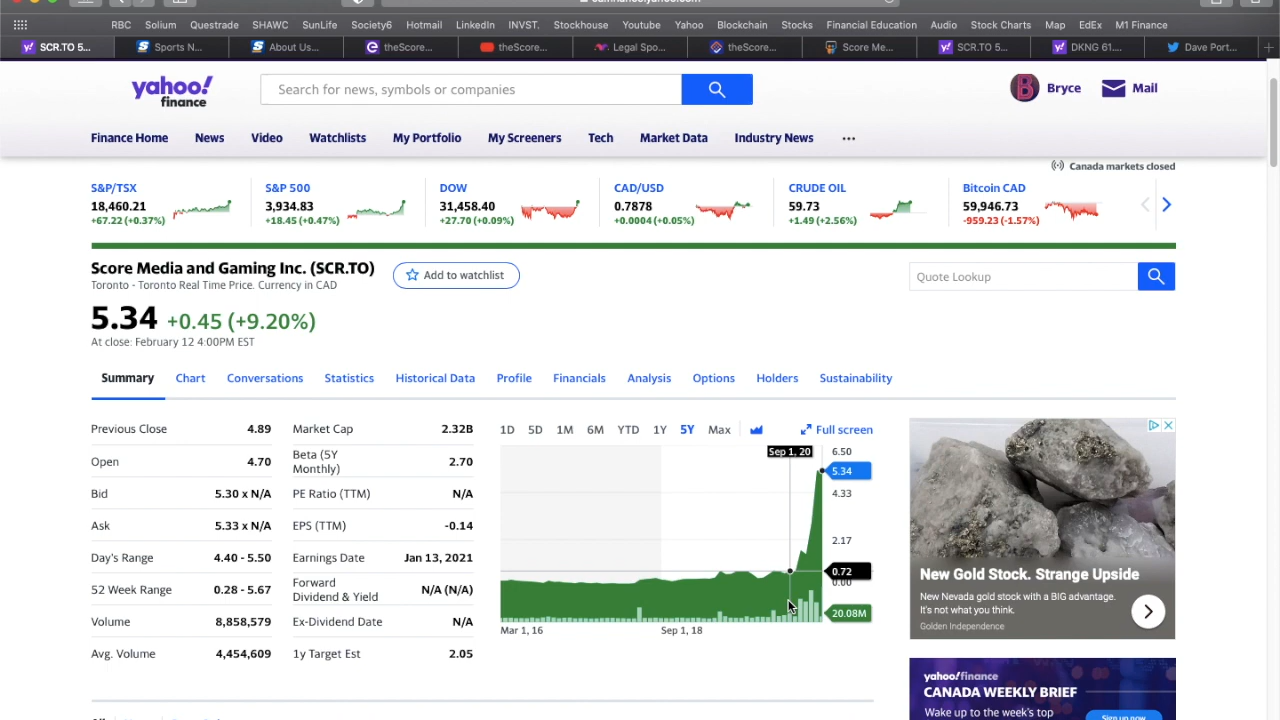 ca.finance.yahoo.com
RBC Solium Questrade SHAWC SunLife Society6 Hotmail LinkedIn INVST. Stockhouse Youtube Yahoo Blockchain Stocks Financial Education Audio Stock Charts Map EdEx M1 Finance
SCR.TO 5... Sports N... About Us... theScore... theScore... Legal Spo... theScore... Score Me... SCR.TO 5... DKNG 61.... Dave Port...
yahoo!
finance
Search for news, symbols or companies
B Bryce Mail
Finance Home News Video Watchlists My Portfolio My Screeners Tech Market Data Industry News ...
Canada markets closed
S&P/TSX S&P 500 DOW CAD/USD CRUDE OIL Bitcoin CAD
18,460.21 3,934.83 31,458.40 0.7878 59.73 59,946.73
+67.22 (+0.37%) +18.45 (+0.47%) +27.70 (+0.09%) +0.0004 (+0.05%) +1.49 (+2.56%) -959.23 (-1.57%)
Score Media and Gaming Inc. (SCR.TO) Add to watchlist Quote Lookup
Toronto - Toronto Real Time Price. Currency in CAD
5.34 +0.45 (+9.20%)
At close: February 12 4:00PM EST
Summary Chart Conversations Statistics Historical Data Profile Financials Analysis Options Holders Sustainability
Previous Close 4.89 Market Cap 2.32B
Open 4.70 Beta (5Y Monthly) 2.70
Bid 5.30 x N/A PE Ratio (TTM) N/A
Ask 5.33 x N/A EPS (TTM) -0.14
Day's Range 4.40 - 5.50 Earnings Date Jan 13, 2021
52 Week Range 0.28 - 5.67 Forward Dividend & Yield N/A (N/A)
Volume 8,858,579 Ex-Dividend Date N/A
Avg. Volume 4,454,609 1y Target Est 2.05
1D 5D 1M 6M YTD 1Y 5Y Max Full screen
Sep 1, 20 6.50
5.34
4.33
2.17
0.72
0.00
20.08M
Mar 1, 16 Sep 1, 18
New Gold Stock. Strange Upside
New Nevada gold stock with a BIG advantage.
It's not what you think.
Golden Independence
yahoo!finance
CANADA WEEKLY BRIEF
Wake up to the week's top
Sign up now